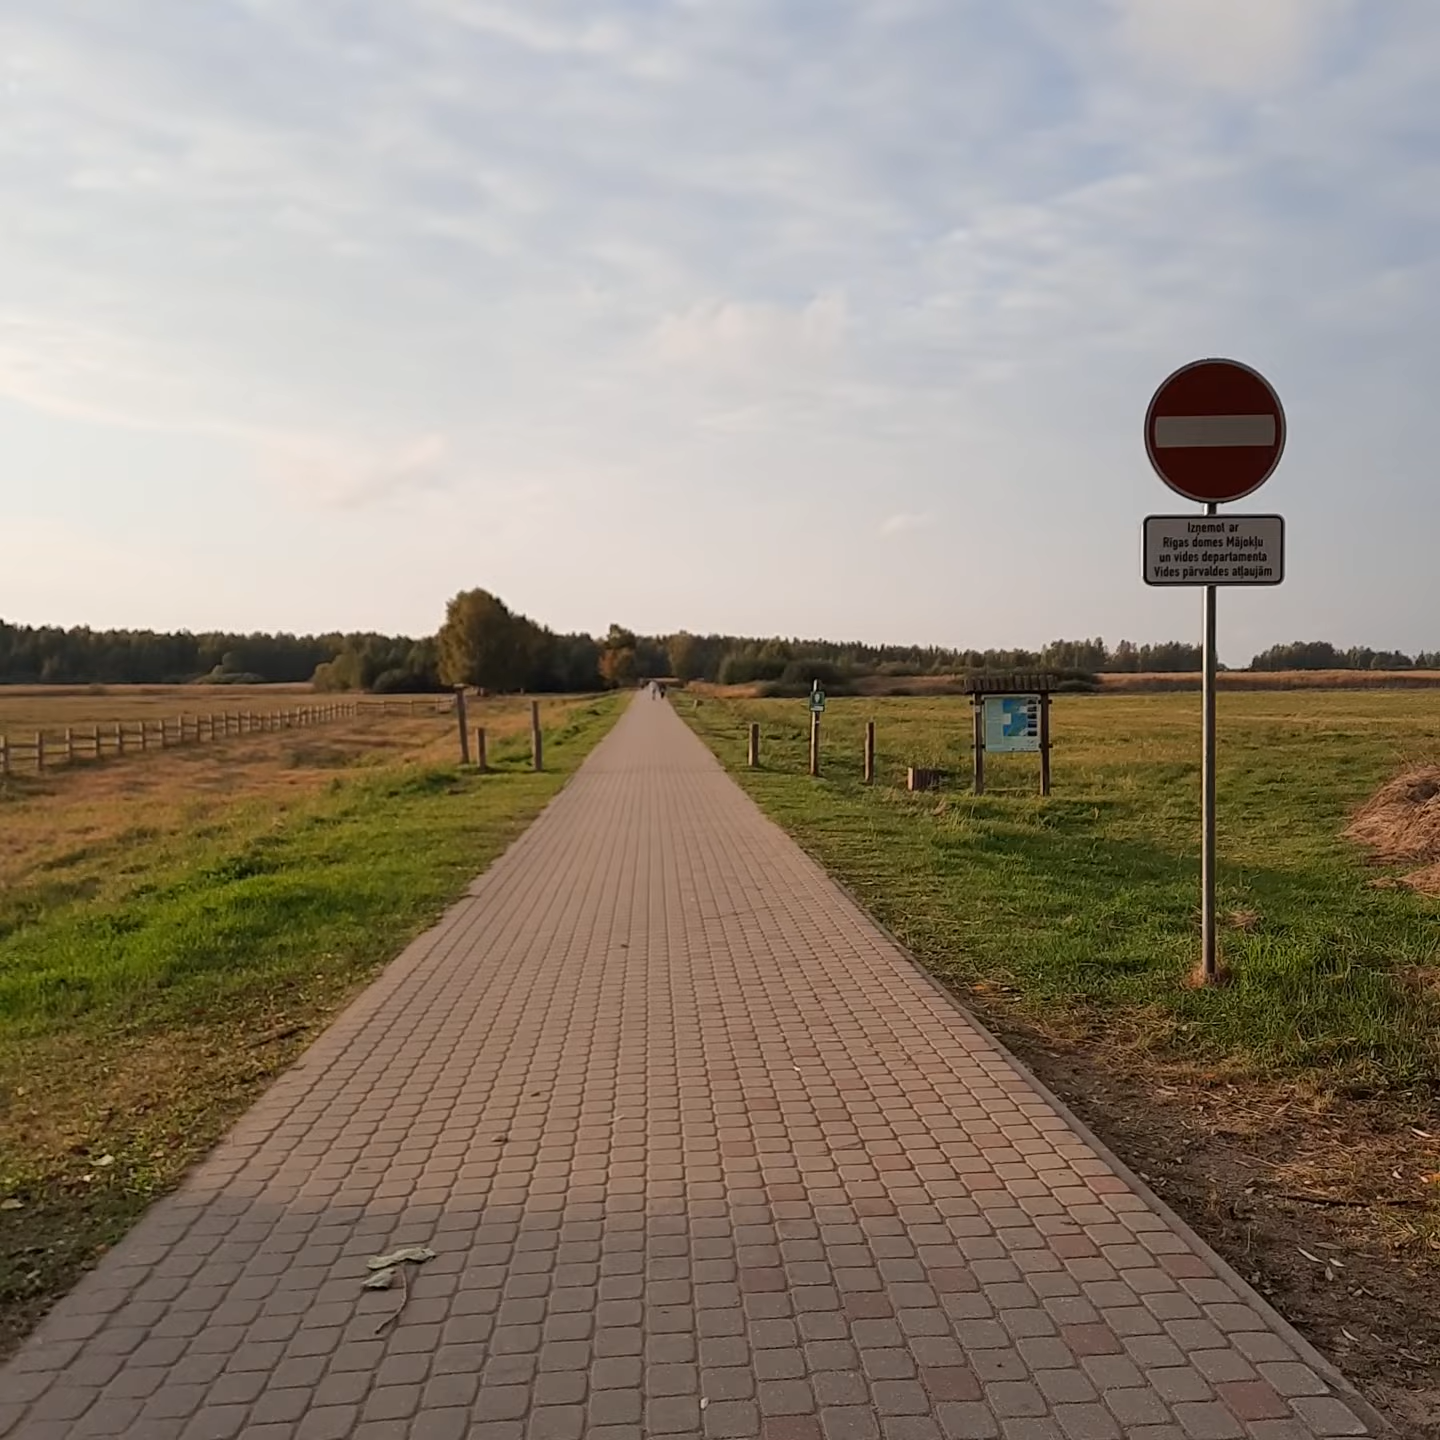 Izņemot ar
Rīgas domes Mājokļu
un vides departamenta
Vides pārvaldes atļaujām